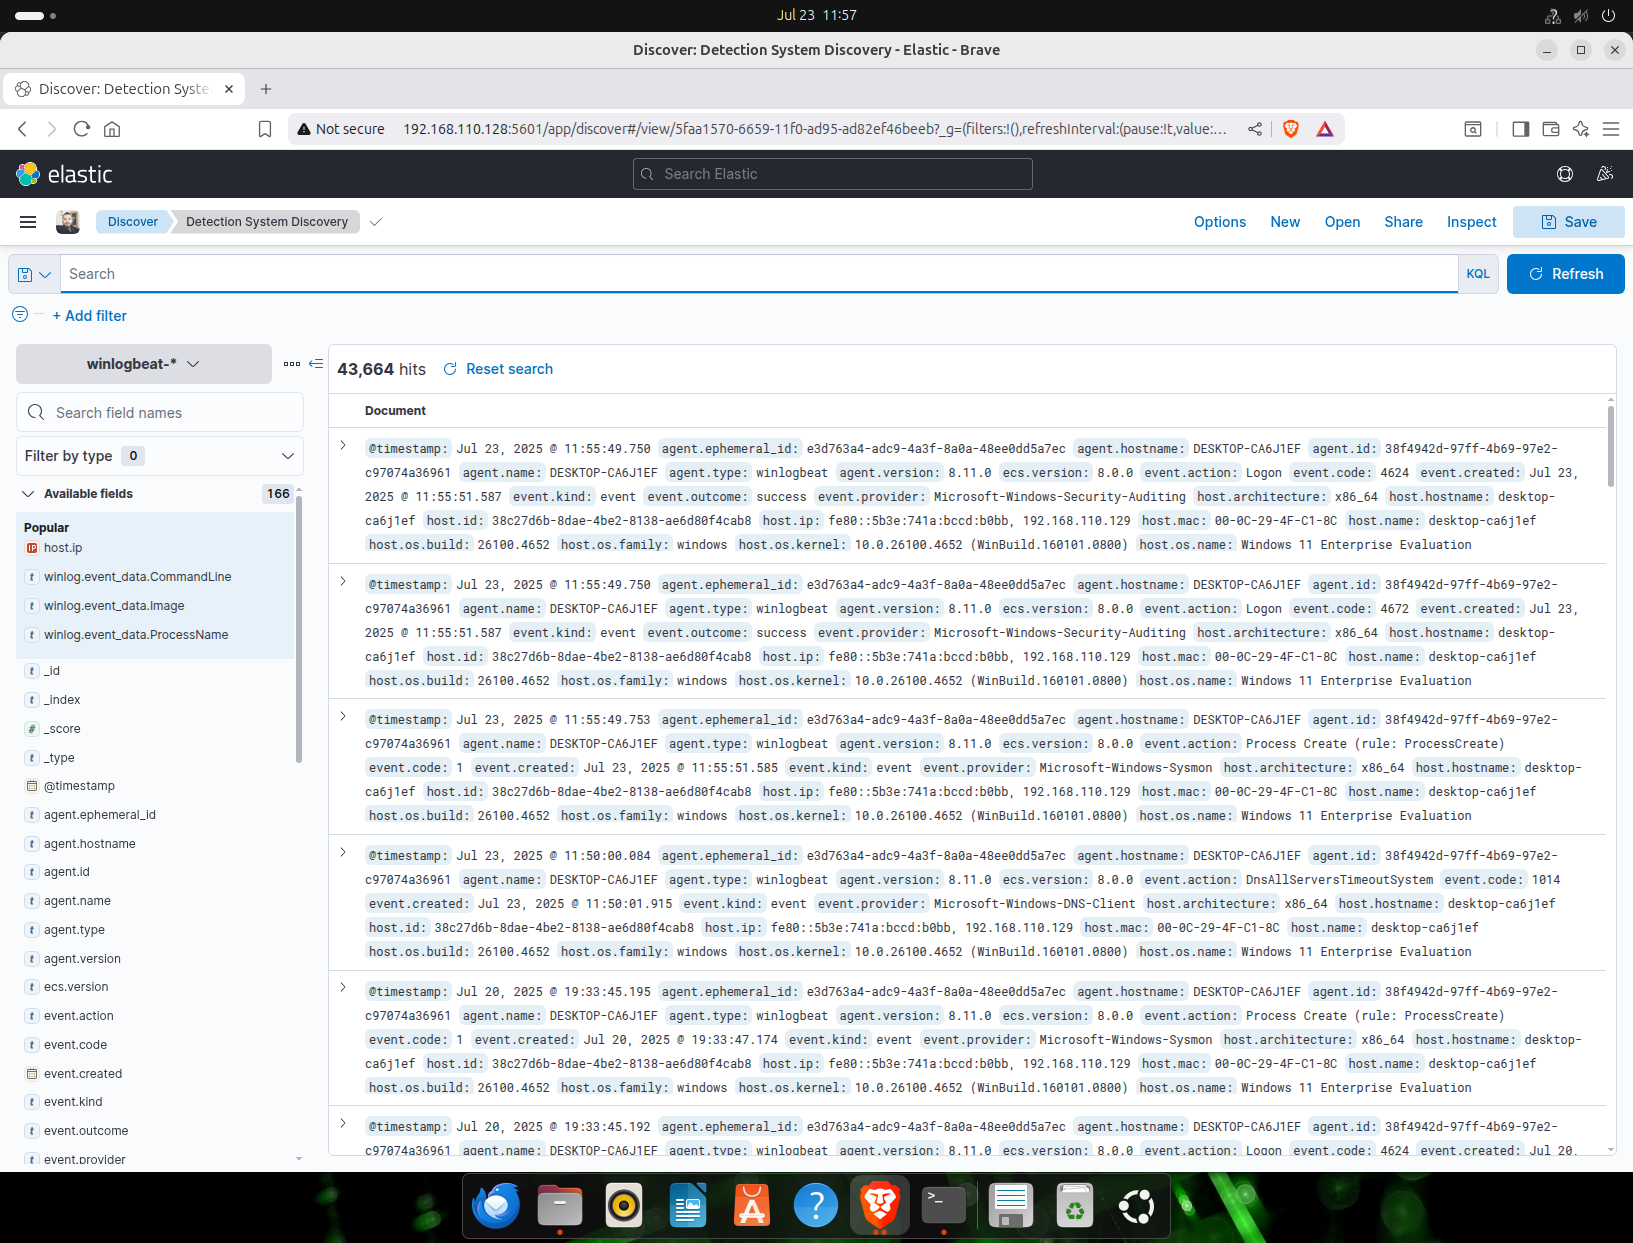 Jul 23 11:57
Discover: Detection System Discovery - Elastic - Brave
Discover: Detection Syste
Not secure 192.168.110.128:5601/app/discover#/view/5faa1570-6659-11f0-ad95-ad82ef46beeb?_g=(filters:!(),refreshInterval:(pause:!t,value:...
elastic Search Elastic
Discover Detection System Discovery Options New Open Share Inspect Save
Search KQL Refresh
+ Add filter
winlogbeat-*
43,664 hits Reset search
Search field names
Document
Filter by type 0
Available fields 166
Popular
host.ip
winlog.event_data.CommandLine
winlog.event_data.Image
winlog.event_data.ProcessName
_id
_index
_score
_type
@timestamp
agent.ephemeral_id
agent.hostname
agent.id
agent.name
agent.type
agent.version
ecs.version
event.action
event.code
event.created
event.kind
event.outcome
event.provider
@timestamp: Jul 23, 2025 @ 11:55:49.750 agent.ephemeral_id: e3d763a4-adc9-4a3f-8a0a-48ee0dd5a7ec agent.hostname: DESKTOP-CA6J1EF agent.id: 38f4942d-97ff-4b69-97e2-
c97074a36961 agent.name: DESKTOP-CA6J1EF agent.type: winlogbeat agent.version: 8.11.0 ecs.version: 8.0.0 event.action: Logon event.code: 4624 event.created: Jul 23,
2025 @ 11:55:51.587 event.kind: event event.outcome: success event.provider: Microsoft-Windows-Security-Auditing host.architecture: x86_64 host.hostname: desktop-
ca6j1ef host.id: 38c27d6b-8dae-4be2-8138-ae6d80f4cab8 host.ip: fe80::5b3e:741a:bccd:b0bb, 192.168.110.129 host.mac: 00-0C-29-4F-C1-8C host.name: desktop-ca6j1ef
host.os.build: 26100.4652 host.os.family: windows host.os.kernel: 10.0.26100.4652 (WinBuild.160101.0800) host.os.name: Windows 11 Enterprise Evaluation
@timestamp: Jul 23, 2025 @ 11:55:49.750 agent.ephemeral_id: e3d763a4-adc9-4a3f-8a0a-48ee0dd5a7ec agent.hostname: DESKTOP-CA6J1EF agent.id: 38f4942d-97ff-4b69-97e2-
c97074a36961 agent.name: DESKTOP-CA6J1EF agent.type: winlogbeat agent.version: 8.11.0 ecs.version: 8.0.0 event.action: Logon event.code: 4672 event.created: Jul 23,
2025 @ 11:55:51.587 event.kind: event event.outcome: success event.provider: Microsoft-Windows-Security-Auditing host.architecture: x86_64 host.hostname: desktop-
ca6j1ef host.id: 38c27d6b-8dae-4be2-8138-ae6d80f4cab8 host.ip: fe80::5b3e:741a:bccd:b0bb, 192.168.110.129 host.mac: 00-0C-29-4F-C1-8C host.name: desktop-ca6j1ef
host.os.build: 26100.4652 host.os.family: windows host.os.kernel: 10.0.26100.4652 (WinBuild.160101.0800) host.os.name: Windows 11 Enterprise Evaluation
@timestamp: Jul 23, 2025 @ 11:55:49.753 agent.ephemeral_id: e3d763a4-adc9-4a3f-8a0a-48ee0dd5a7ec agent.hostname: DESKTOP-CA6J1EF agent.id: 38f4942d-97ff-4b69-97e2-
c97074a36961 agent.name: DESKTOP-CA6J1EF agent.type: winlogbeat agent.version: 8.11.0 ecs.version: 8.0.0 event.action: Process Create (rule: ProcessCreate)
event.code: 1 event.created: Jul 23, 2025 @ 11:55:51.585 event.kind: event event.provider: Microsoft-Windows-Sysmon host.architecture: x86_64 host.hostname: desktop-
ca6j1ef host.id: 38c27d6b-8dae-4be2-8138-ae6d80f4cab8 host.ip: fe80::5b3e:741a:bccd:b0bb, 192.168.110.129 host.mac: 00-0C-29-4F-C1-8C host.name: desktop-ca6j1ef
host.os.build: 26100.4652 host.os.family: windows host.os.kernel: 10.0.26100.4652 (WinBuild.160101.0800) host.os.name: Windows 11 Enterprise Evaluation
@timestamp: Jul 23, 2025 @ 11:50:00.084 agent.ephemeral_id: e3d763a4-adc9-4a3f-8a0a-48ee0dd5a7ec agent.hostname: DESKTOP-CA6J1EF agent.id: 38f4942d-97ff-4b69-97e2-
c97074a36961 agent.name: DESKTOP-CA6J1EF agent.type: winlogbeat agent.version: 8.11.0 ecs.version: 8.0.0 event.action: DnsAllServersTimeoutSystem event.code: 1014
event.created: Jul 23, 2025 @ 11:50:01.915 event.kind: event event.provider: Microsoft-Windows-DNS-Client host.architecture: x86_64 host.hostname: desktop-ca6j1ef
host.id: 38c27d6b-8dae-4be2-8138-ae6d80f4cab8 host.ip: fe80::5b3e:741a:bccd:b0bb, 192.168.110.129 host.mac: 00-0C-29-4F-C1-8C host.name: desktop-ca6j1ef
host.os.build: 26100.4652 host.os.family: windows host.os.kernel: 10.0.26100.4652 (WinBuild.160101.0800) host.os.name: Windows 11 Enterprise Evaluation
@timestamp: Jul 20, 2025 @ 19:33:45.195 agent.ephemeral_id: e3d763a4-adc9-4a3f-8a0a-48ee0dd5a7ec agent.hostname: DESKTOP-CA6J1EF agent.id: 38f4942d-97ff-4b69-97e2-
c97074a36961 agent.name: DESKTOP-CA6J1EF agent.type: winlogbeat agent.version: 8.11.0 ecs.version: 8.0.0 event.action: Process Create (rule: ProcessCreate)
event.code: 1 event.created: Jul 20, 2025 @ 19:33:47.174 event.kind: event event.provider: Microsoft-Windows-Sysmon host.architecture: x86_64 host.hostname: desktop-
ca6j1ef host.id: 38c27d6b-8dae-4be2-8138-ae6d80f4cab8 host.ip: fe80::5b3e:741a:bccd:b0bb, 192.168.110.129 host.mac: 00-0C-29-4F-C1-8C host.name: desktop-ca6j1ef
host.os.build: 26100.4652 host.os.family: windows host.os.kernel: 10.0.26100.4652 (WinBuild.160101.0800) host.os.name: Windows 11 Enterprise Evaluation
@timestamp: Jul 20, 2025 @ 19:33:45.192 agent.ephemeral_id: e3d763a4-adc9-4a3f-8a0a-48ee0dd5a7ec agent.hostname: DESKTOP-CA6J1EF agent.id: 38f4942d-97ff-4b69-97e2-
c97074a36961 agent.name: DESKTOP-CA6J1EF agent.type: winlogbeat agent.version: 8.11.0 ecs.version: 8.0.0 event.action: Logon event.code: 4624 event.created: Jul 20,